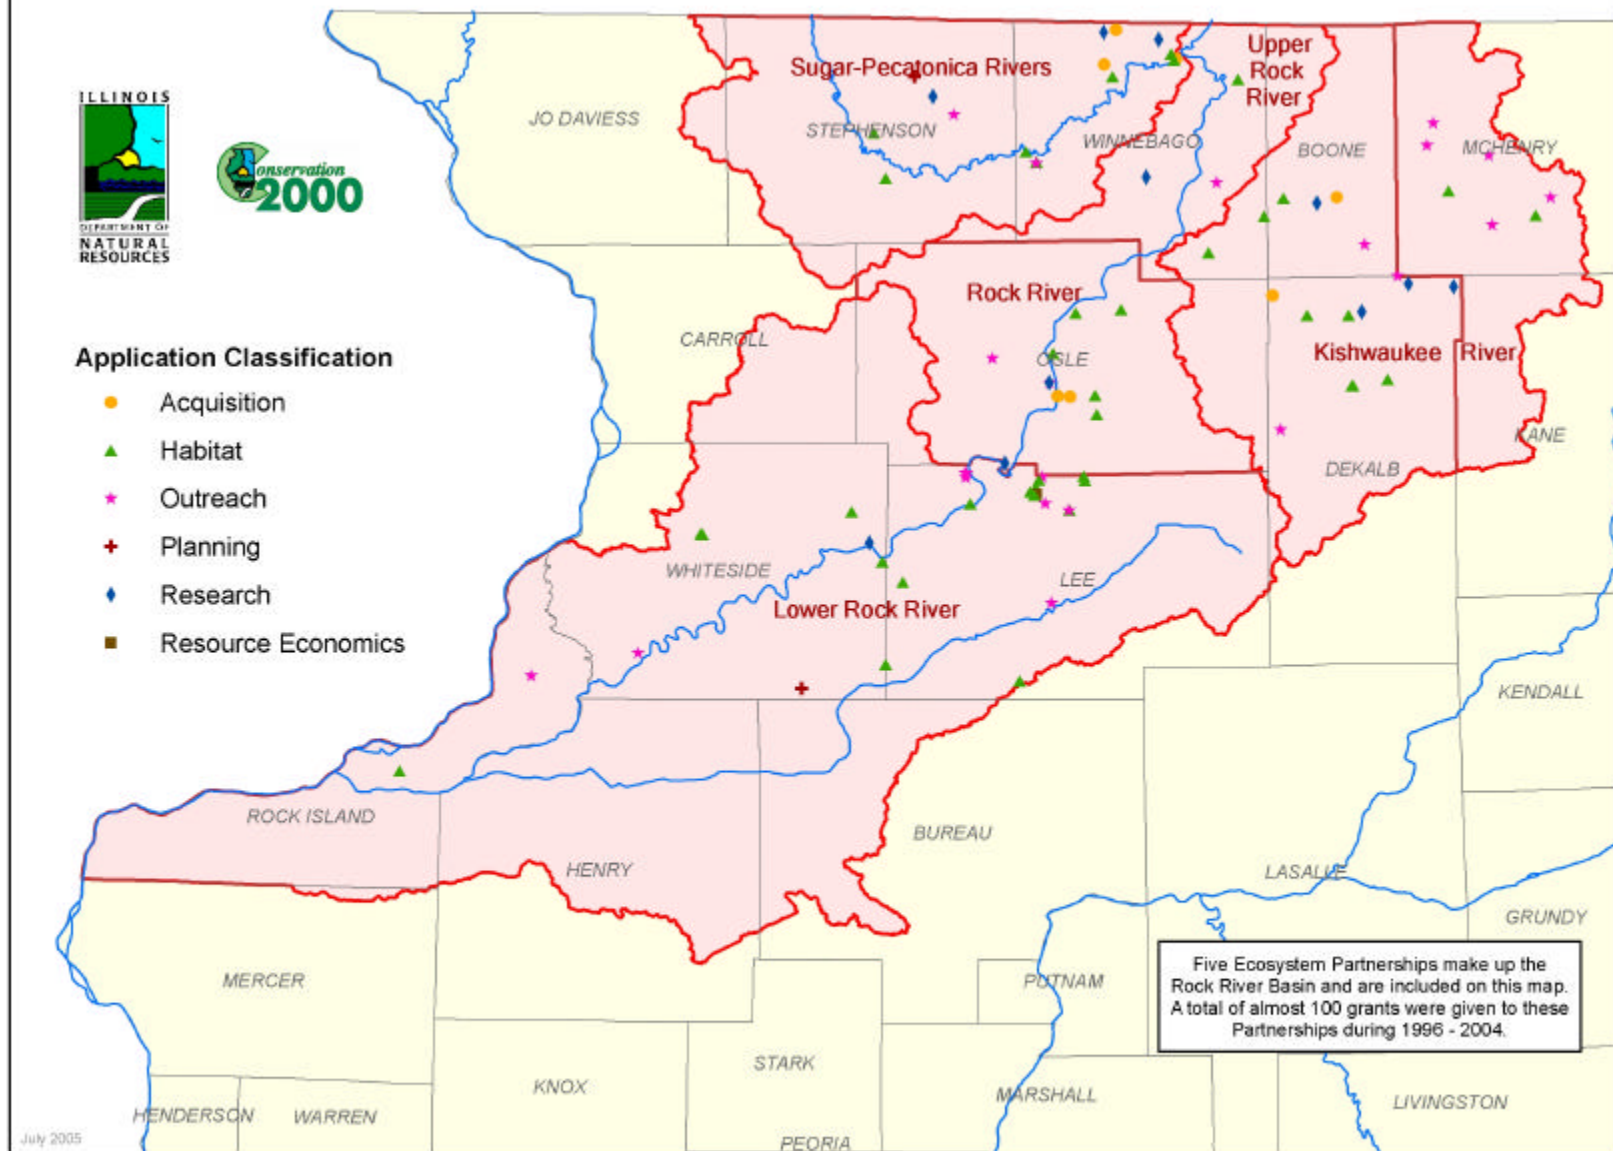 Sugar-Pecatonica Rivers
Upper
Rock
River
JO DAVIESS
STEPHENSON
WINNEBAGO
BOONE
MCHENRY
ILLINOIS
DEPARTMENT OF
NATURAL
RESOURCES
Conservation
2000
Rock River
CARROLL
OGLE
Kishwaukee River
KANE
DEKALB
Application Classification
Acquisition
Habitat
Outreach
Planning
Research
Resource Economics
WHITESIDE
LEE
Lower Rock River
KENDALL
ROCK ISLAND
HENRY
BUREAU
LASALLE
GRUNDY
MERCER
PUTNAM
Five Ecosystem Partnerships make up the
Rock River Basin and are included on this map.
A total of almost 100 grants were given to these
Partnerships during 1996 - 2004.
STARK
KNOX
MARSHALL
LIVINGSTON
HENDERSON
WARREN
PEORIA
July 2005